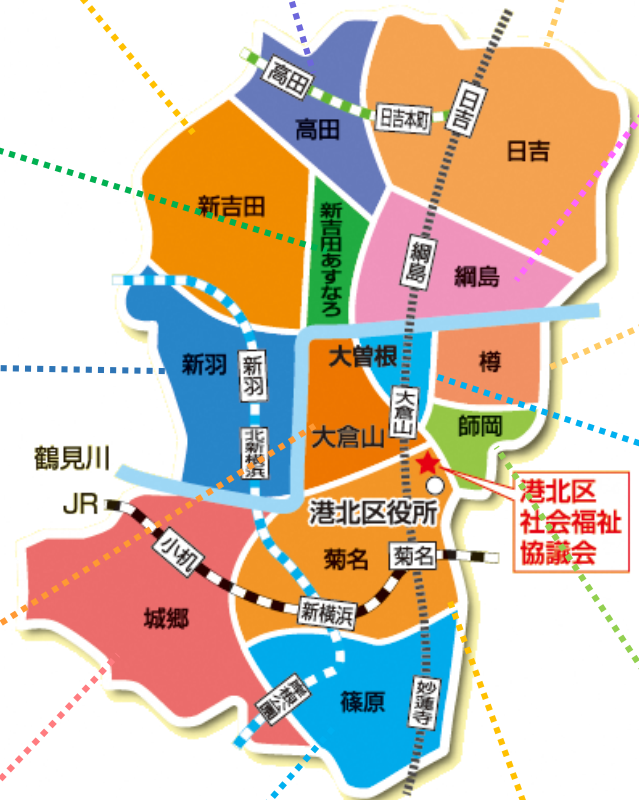 高田
日吉本町
日吉
高田
日吉
新吉田
新吉田あすなろ
綱島
綱島
新羽
新羽
大曽根
樽
大倉山
大倉山
師岡
北新横浜
鶴見川
JR
港北区
社会福祉
協議会
港北区役所
小机
菊名
菊名
新横浜
城郷
岸根公園
篠原
妙蓮寺